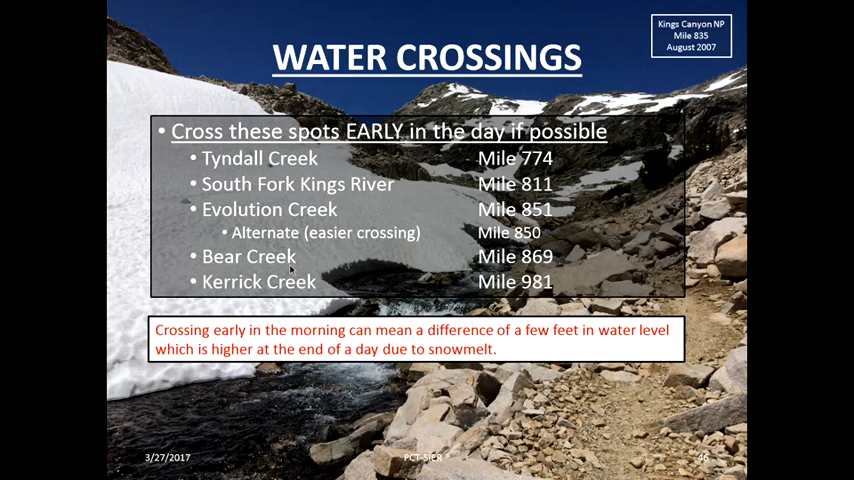 Kings Canyon NP
Mile 835
August 2007
WATER CROSSINGS
• Cross these spots EARLY in the day if possible
• Tyndall Creek Mile 774
• South Fork Kings River Mile 811
• Evolution Creek Mile 851
• Alternate (easier crossing) Mile 850
• Bear Creek Mile 869
• Kerrick Creek Mile 981
Crossing early in the morning can mean a difference of a few feet in water level
which is higher at the end of a day due to snowmelt.
3/27/2017 PCT-SIER 46